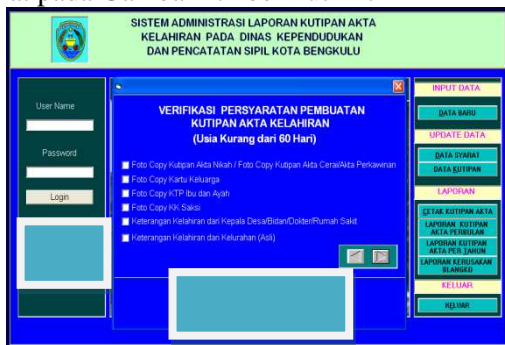 SISTEM ADMINISTRASI LAPORAN KUTIPAN AKTA
KELAHIRAN PADA DINAS KEPENDUDUKAN
DAN PENCATATAN SIPIL KOTA BENGKULU
User Name
Password
Login
VERIFIKASI PERSYARATAN PEMBUATAN
KUTIPAN AKTA KELAHIRAN
(Usia Kurang dari 60 Hari)
Foto Copy Kutipan Akta Nikah / Foto Copy Kutipan Akta Cerai/Akta Perkawinan
Foto Copy Kartu Keluarga
Foto Copy KTP Ibu dan Ayah
Foto Copy KK Saksi
Keterangan Kelahiran dari Kepala Desa/Bidan/Dokter/Rumah Sakit
Keterangan Kelahiran dari Kelurahan (Asli)
INPUT DATA
DATA BARU
UPDATE DATA
DATA SYARAT
DATA KUTIPAN
LAPORAN
CETAK KUTIPAN AKTA
LAPORAN KUTIPAN
AKTA PERBULAN
LAPORAN KUTIPAN
AKTA PER TAHUN
LAPORAN KERUSAKAN
BLANGKO
KELUAR
KELUAR